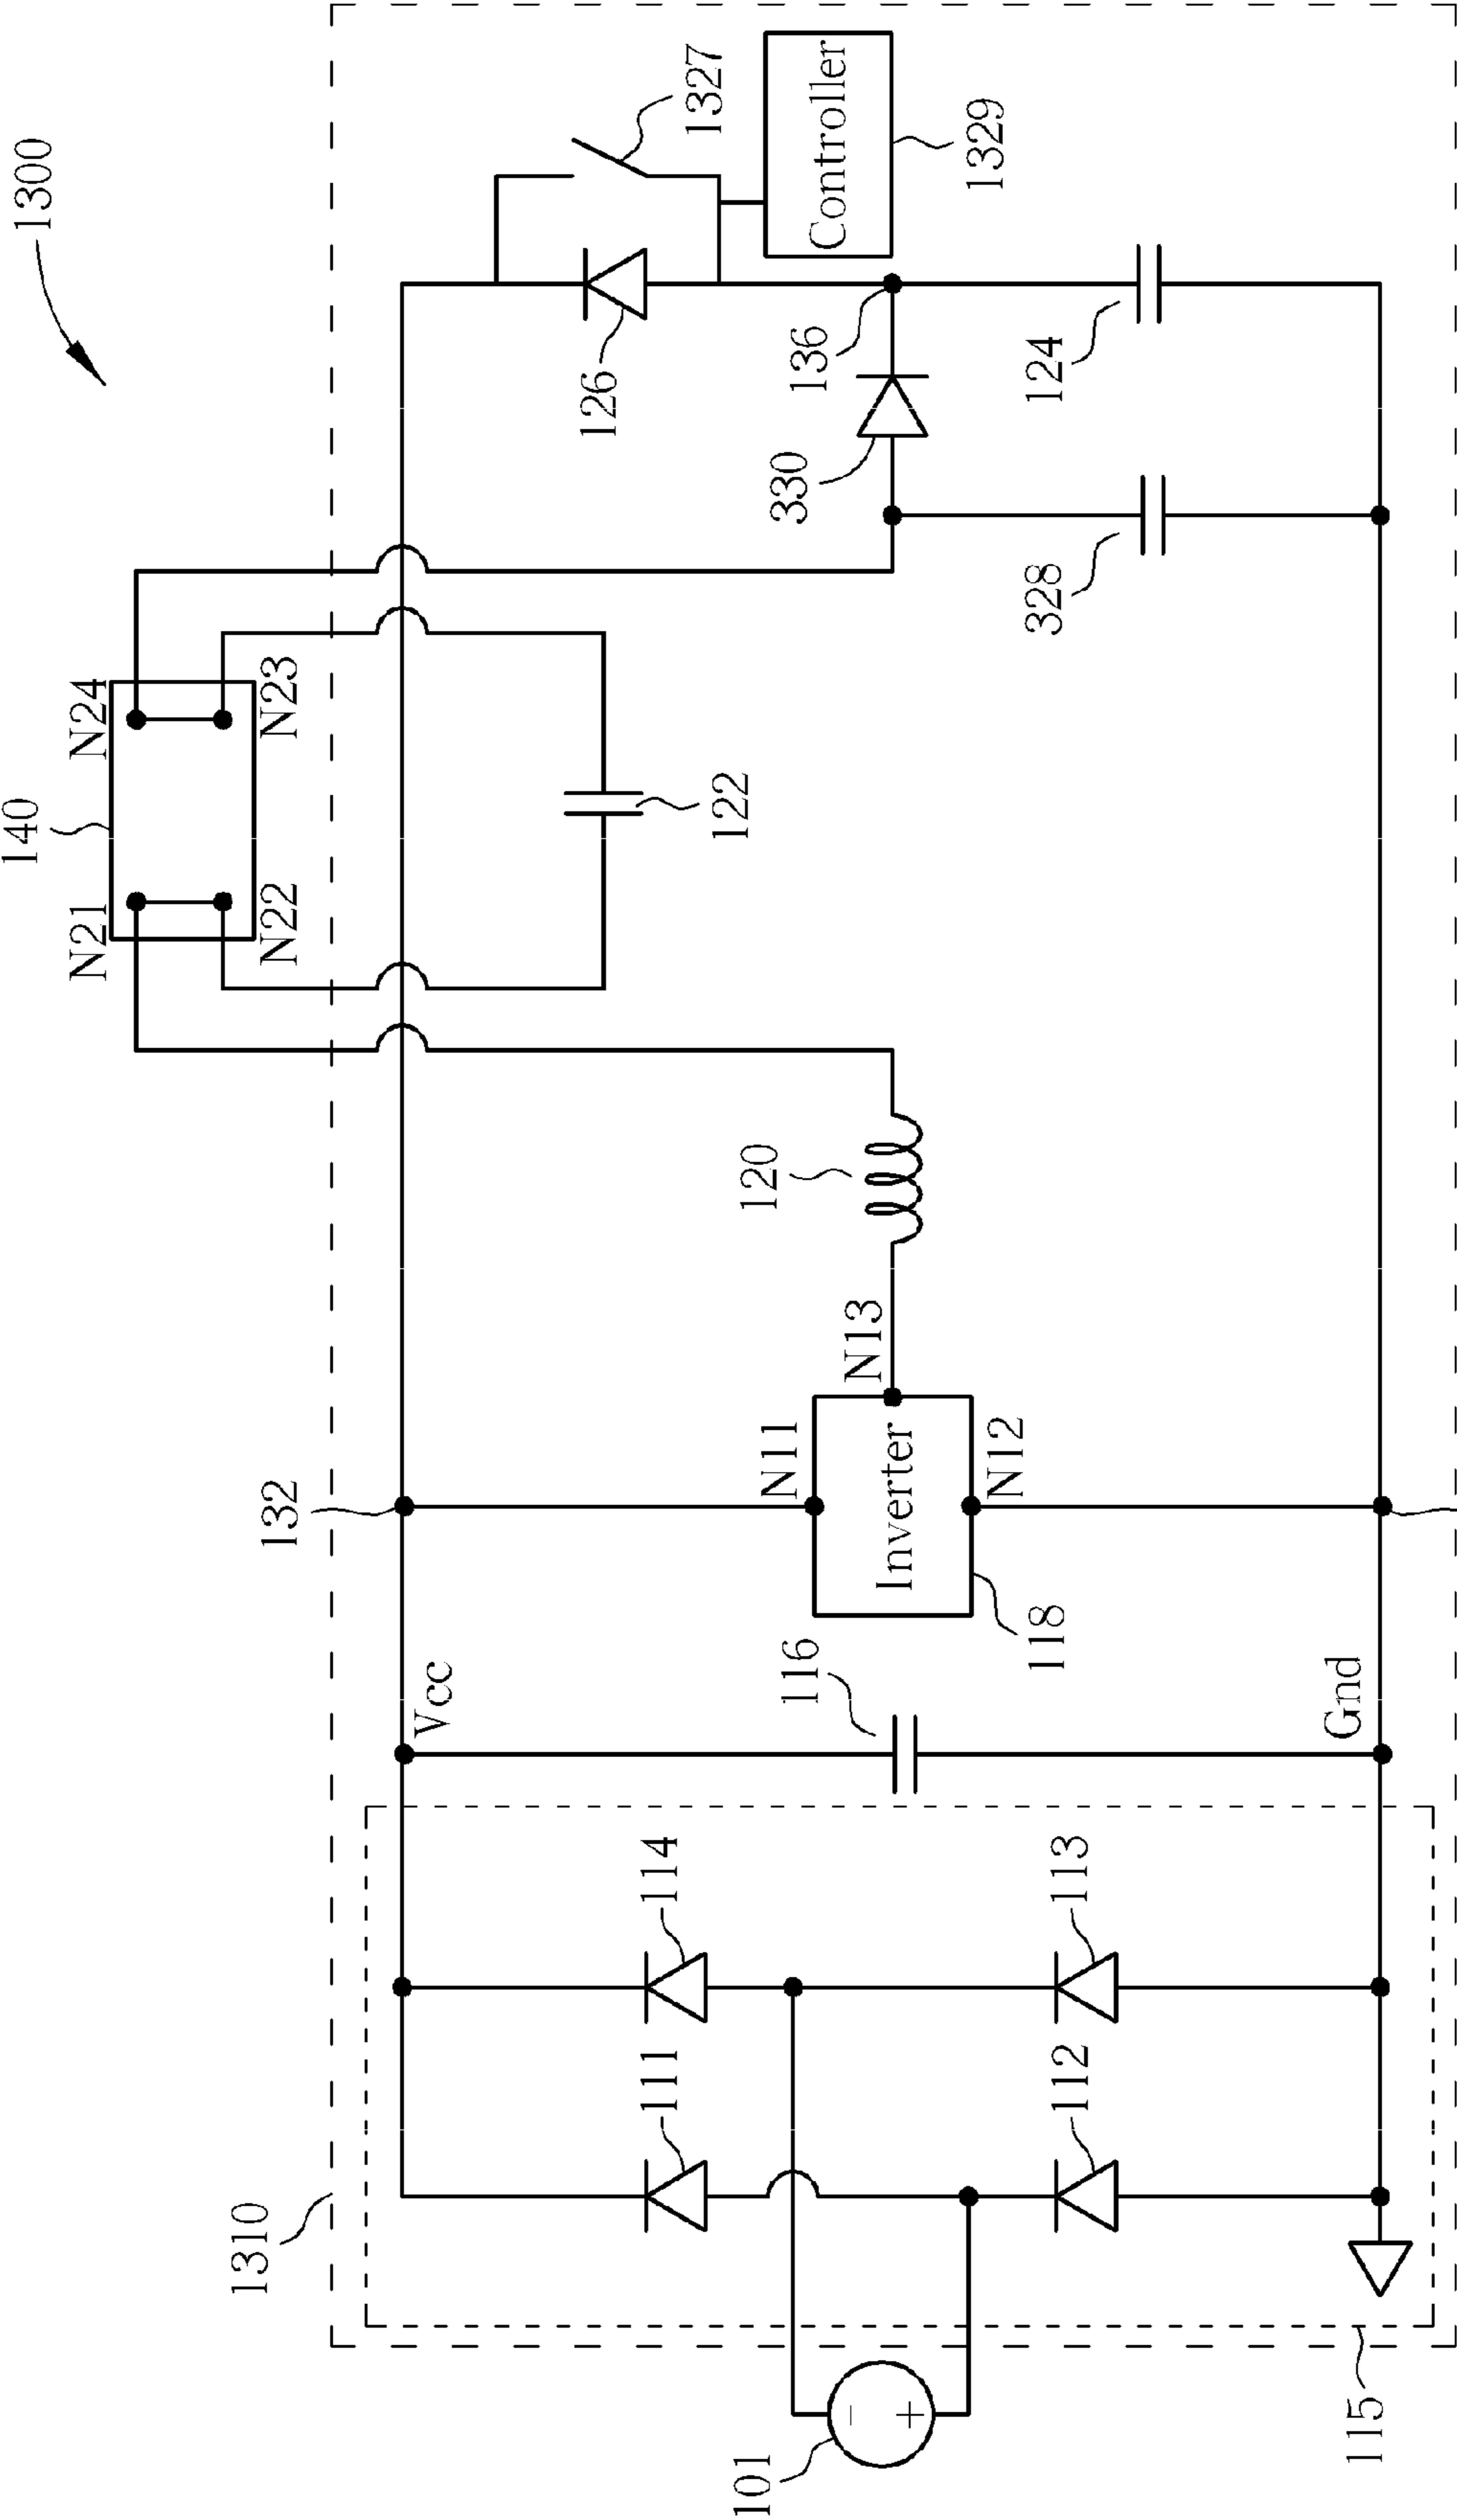 1300
140
N21
N24
N22
N23
132
1310
Vcc
126
1327
114
111
122
120
330
136
Controller
101
−
+
116
N11
N13
Inverter
N12
1329
118
328
124
113
112
Gnd
115